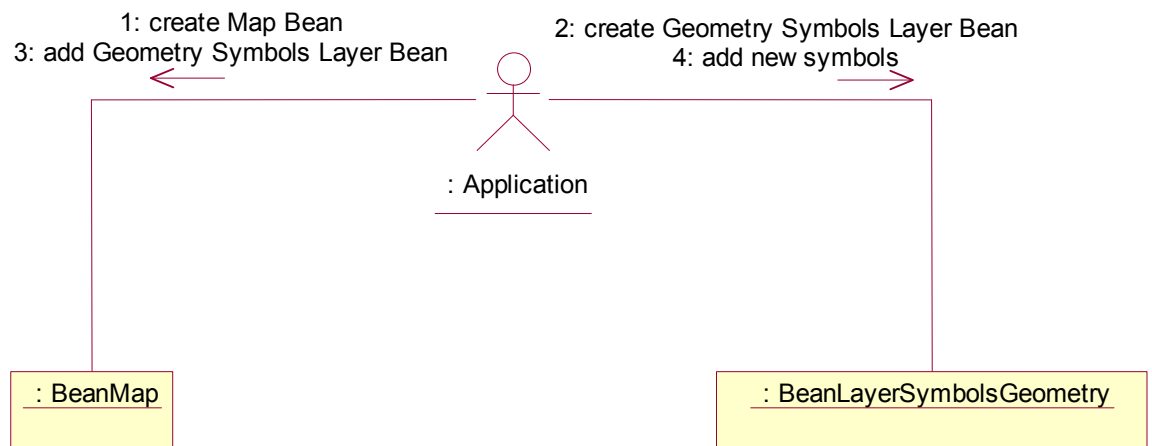 1: create Map Bean
3: add Geometry Symbols Layer Bean
2: create Geometry Symbols Layer Bean
4: add new symbols
: Application
: BeanMap
: BeanLayerSymbolsGeometry